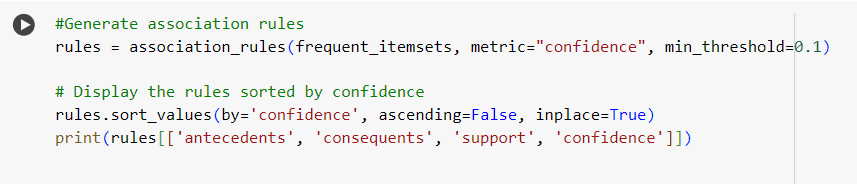 #Generate association rules
rules = association_rules(frequent_itemsets, metric="confidence", min_threshold=0.1)
# Display the rules sorted by confidence
rules.sort_values(by='confidence', ascending=False, inplace=True)
print(rules[['antecedents', 'consequents', 'support', 'confidence']])